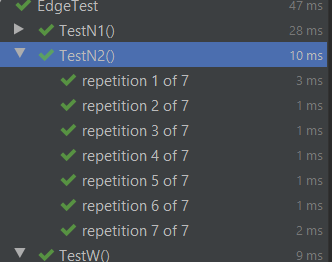 EdgeTest 47 ms
TestN1() 28 ms
TestN2() 10 ms
repetition 1 of 7 3 ms
repetition 2 of 7 1 ms
repetition 3 of 7 1 ms
repetition 4 of 7 1 ms
repetition 5 of 7 1 ms
repetition 6 of 7 1 ms
repetition 7 of 7 2 ms
TestW() 9 ms